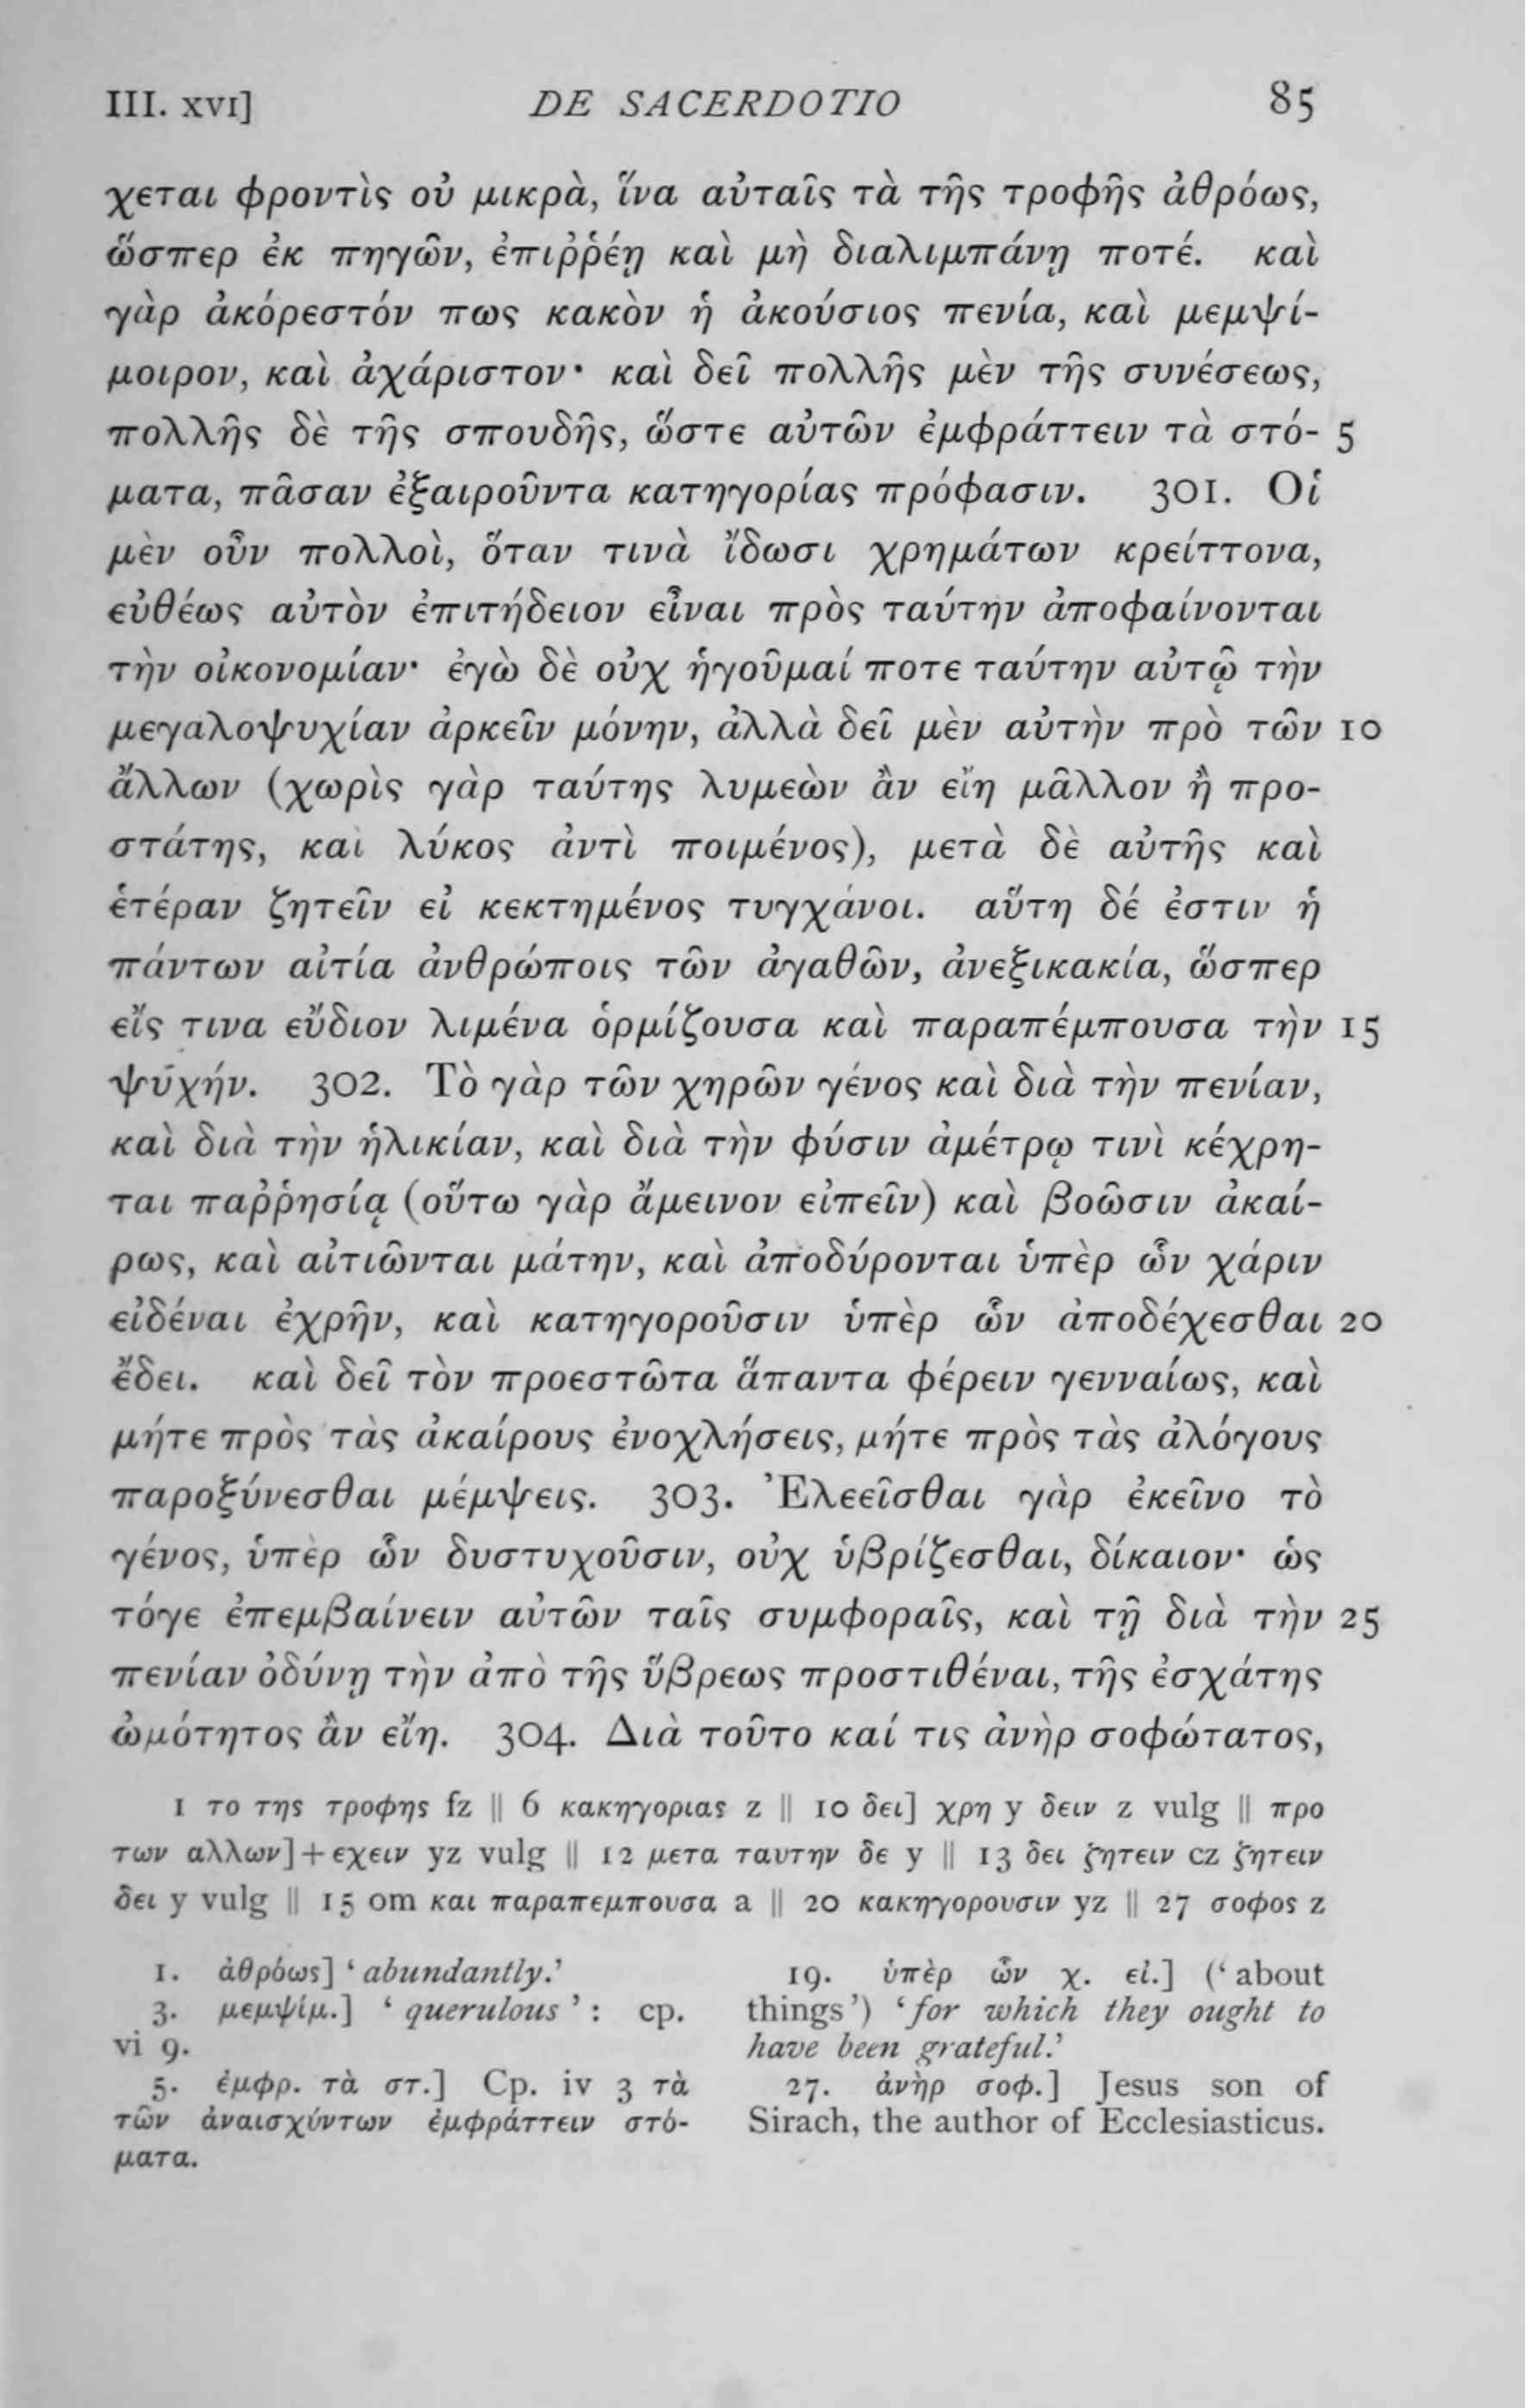 III. XVI] DE SACERDOTIO 85
χεται φροντὶς οὐ μικρὰ, ἵνα αὐταῖς τὰ τῆς τροφῆς ἀθρόως,
ὥσπερ ἐκ πηγῶν, ἐπιῤῥέῃ καὶ μὴ διαλιμπάνῃ ποτέ. καὶ
γὰρ ἀκόρεστόν πως κακὸν ἡ ἀκούσιος πενία, καὶ μεμψί-
μοιρον, καὶ ἀχάριστον· καὶ δεῖ πολλῆς μὲν τῆς συνέσεως,
πολλῆς δὲ τῆς σπουδῆς, ὥστε αὐτῶν ἐμφράττειν τὰ στό- 5
ματα, πᾶσαν ἐξαιροῦντα κατηγορίας πρόφασιν. 301. Οἱ
μὲν οὖν πολλοὶ, ὅταν τινὰ ἴδωσι χρημάτων κρείττονα,
εὐθέως αὐτὸν ἐπιτήδειον εἶναι πρὸς ταύτην ἀποφαίνονται
τὴν οἰκονομίαν· ἐγὼ δὲ οὐχ ἡγοῦμαί ποτε ταύτην αὐτῷ τὴν
μεγαλοψυχίαν ἀρκεῖν μόνην, ἀλλὰ δεῖ μὲν αὐτὴν πρὸ τῶν 10
ἄλλων (χωρὶς γὰρ ταύτης λυμεὼν ἂν εἴη μᾶλλον ἢ προ-
στάτης, καὶ λύκος ἀντὶ ποιμένος), μετὰ δὲ αὐτῆς καὶ
ἑτέραν ζητεῖν εἰ κεκτημένος τυγχάνοι. αὕτη δέ ἐστιν ἡ
πάντων αἰτία ἀνθρώποις τῶν ἀγαθῶν, ἀνεξικακία, ὥσπερ
εἴς τινα εὔδιον λιμένα ὁρμίζουσα καὶ παραπέμπουσα τὴν 15
ψυχήν. 302. Τὸ γὰρ τῶν χηρῶν γένος καὶ διὰ τὴν πενίαν,
καὶ διὰ τὴν ἡλικίαν, καὶ διὰ τὴν φύσιν ἀμέτρῳ τινὶ κέχρη-
ται παῤῥησίᾳ (οὕτω γὰρ ἄμεινον εἰπεῖν) καὶ βοῶσιν ἀκαί-
ρως, καὶ αἰτιῶνται μάτην, καὶ ἀποδύρονται ὑπὲρ ὧν χάριν
εἰδέναι ἐχρῆν, καὶ κατηγοροῦσιν ὑπὲρ ὧν ἀποδέχεσθαι 20
ἔδει. καὶ δεῖ τὸν προεστῶτα ἅπαντα φέρειν γενναίως, καὶ
μήτε πρὸς τὰς ἀκαίρους ἐνοχλήσεις, μήτε πρὸς τὰς ἀλόγους
παροξύνεσθαι μέμψεις. 303. Ἐλεεῖσθαι γὰρ ἐκεῖνο τὸ
γένος, ὑπὲρ ὧν δυστυχοῦσιν, οὐχ ὑβρίζεσθαι, δίκαιον· ὡς
τόγε ἐπεμβαίνειν αὐτῶν ταῖς συμφοραῖς, καὶ τῇ διὰ τὴν 25
πενίαν ὀδύνῃ τὴν ἀπὸ τῆς ὕβρεως προστιθέναι, τῆς ἐσχάτης
ὠμότητος ἂν εἴη. 304. Διὰ τοῦτο καί τις ἀνὴρ σοφώτατος,
1 το της τροφης fz || 6 κακηγοριας z || 10 δει] χρη y δειν z vulg || προ
των αλλων]+εχειν yz vulg || 12 μετα ταυτην δε y || 13 δει ζητειν cz ζητειν
δει y vulg || 15 om και παραπεμπουσα a || 20 κακηγορουσιν yz || 27 σοφος z
1. ἀθρόως] ‘abundantly.’
3. μεμψίμ.] ‘querulous’: cp.
vi 9.
5. ἐμφρ. τὰ στ.] Cp. iv 3 τὰ
τῶν ἀναισχύντων ἐμφράττειν στό-
ματα.
19. ὑπὲρ ὧν χ. εἰ.] (‘about
things’) ‘for which they ought to
have been grateful.’
27. ἀνὴρ σοφ.] Jesus son of
Sirach, the author of Ecclesiasticus.